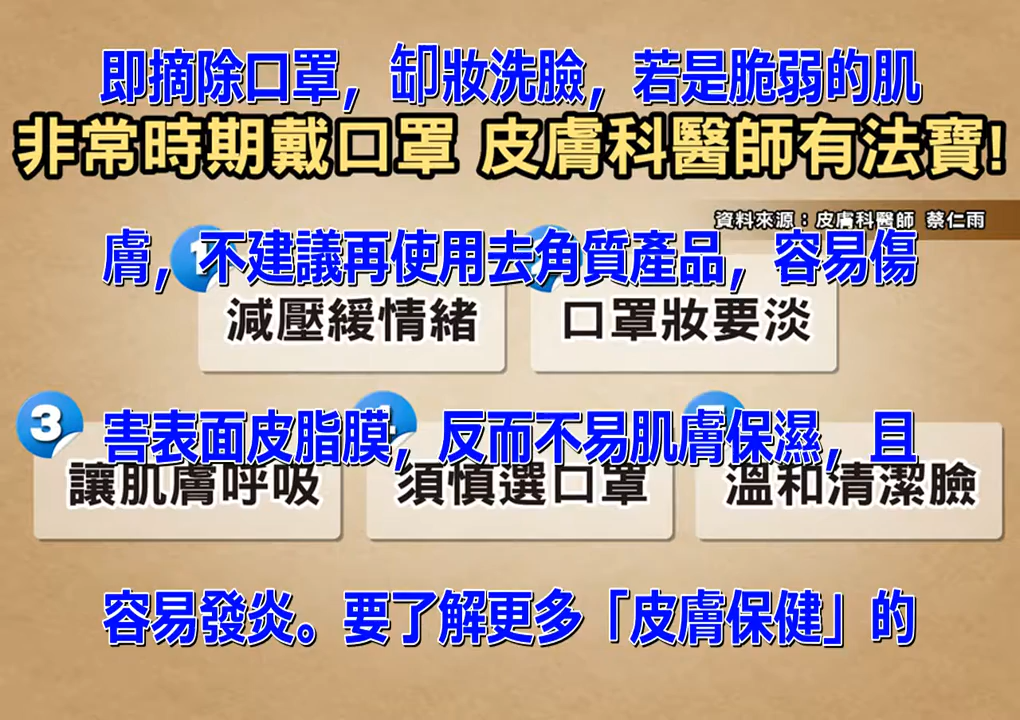 即摘除口罩，卸妝洗臉，若是脆弱的肌
非常時期戴口罩 皮膚科醫師有法寶!
資料來源：皮膚科醫師 蔡仁雨
膚，不建議再使用去角質產品，容易傷
1 減壓緩情緒
口罩妝要淡
害表面皮脂膜，反而不易肌膚保濕，且
3 讓肌膚呼吸
4 須慎選口罩
溫和清潔臉
容易發炎。要了解更多「皮膚保健」的